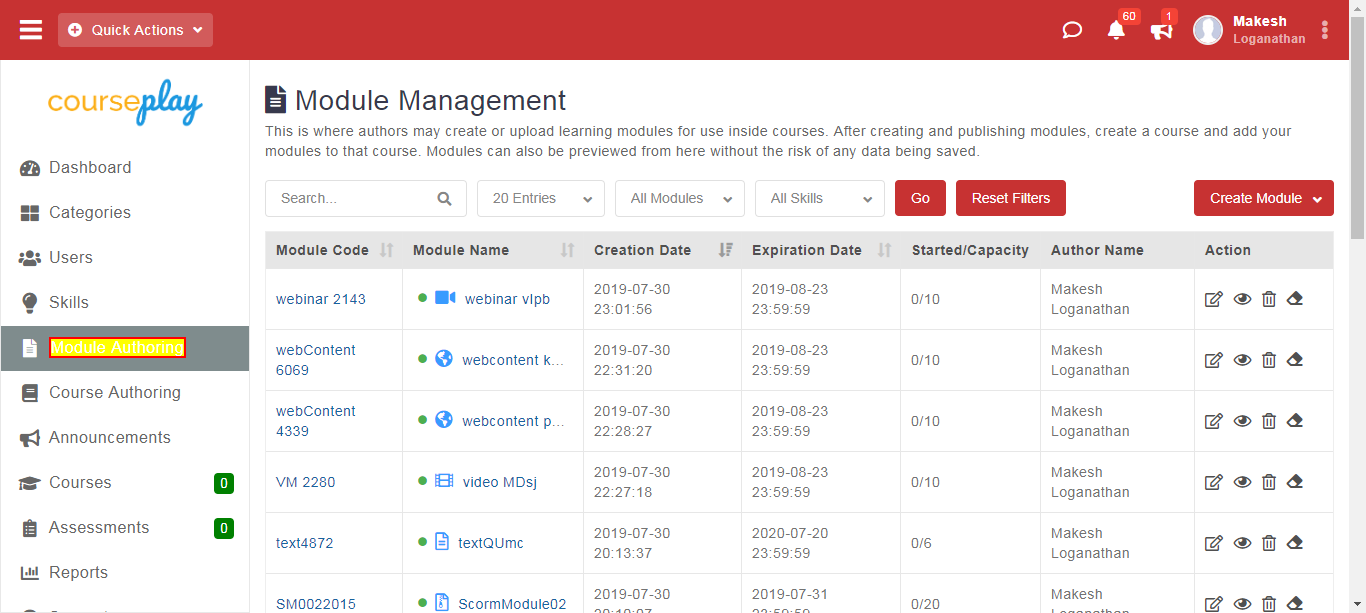 Quick Actions
60
1
Makesh
Loganathan
courseplay
Dashboard
Categories
Users
Skills
Module Authoring
Course Authoring
Announcements
Courses 0
Assessments 0
Reports
Module Management
This is where authors may create or upload learning modules for use inside courses. After creating and publishing modules, create a course and add your
modules to that course. Modules can also be previewed from here without the risk of any data being saved.
Search... 20 Entries All Modules All Skills Go Reset Filters Create Module
Module Code Module Name Creation Date Expiration Date Started/Capacity Author Name Action
webinar 2143 webinar vIpb 2019-07-30 23:01:56 2019-08-23 23:59:59 0/10 Makesh Loganathan
webContent 6069 webcontent k... 2019-07-30 22:31:20 2019-08-23 23:59:59 0/10 Makesh Loganathan
webContent 4339 webcontent p... 2019-07-30 22:28:27 2019-08-23 23:59:59 0/10 Makesh Loganathan
VM 2280 video MDsj 2019-07-30 22:27:18 2019-08-23 23:59:59 0/10 Makesh Loganathan
text4872 textQUmc 2019-07-30 20:13:37 2020-07-20 23:59:59 0/6 Makesh Loganathan
SM0022015 ScormModule02 2019-07-30 2019-07-31 0/20 Makesh